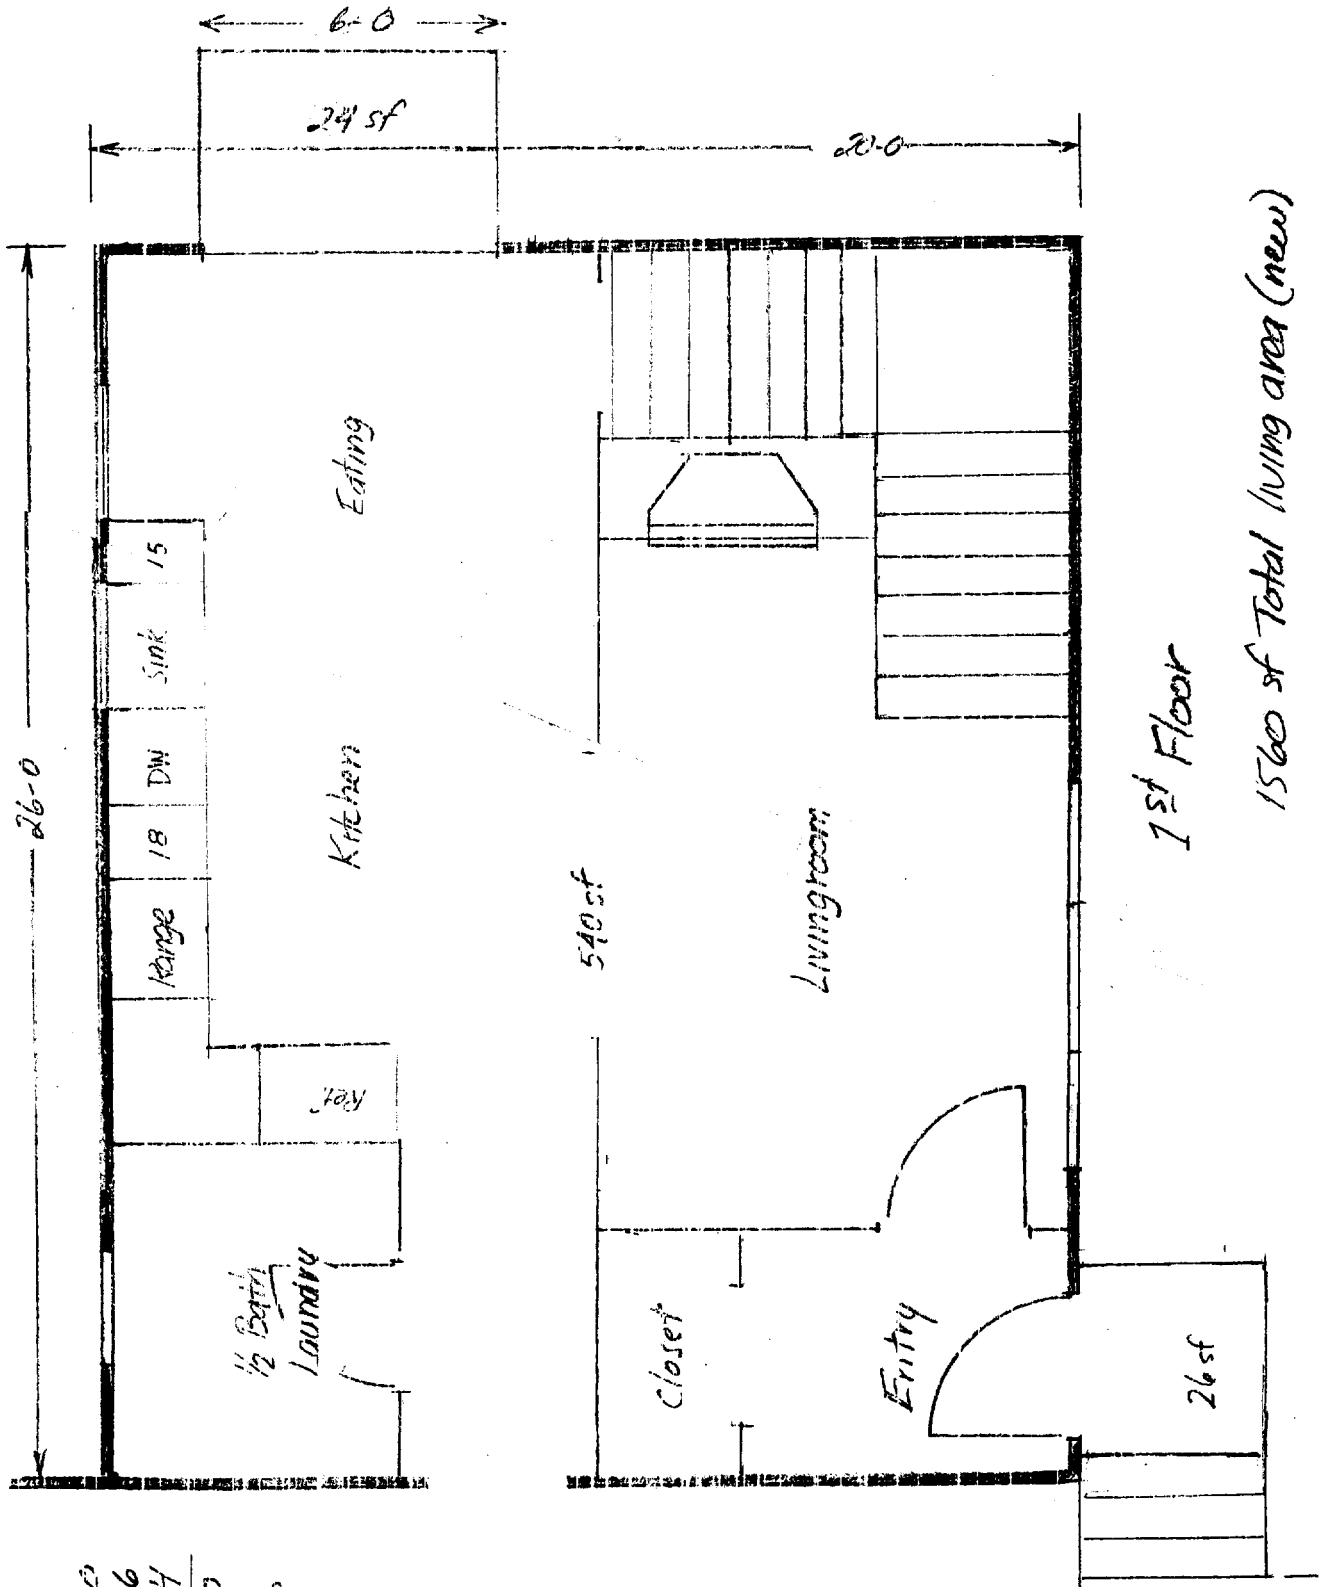 6-0
24 sf
20-0
26-0
Eating
15
Sink
DW
18
Range
Kitchen
Ref.
540 sf
Livingroom
1/2 Bath
Laundry
Closet
Entry
26 sf
1st Floor
1560 sf Total living area (new)